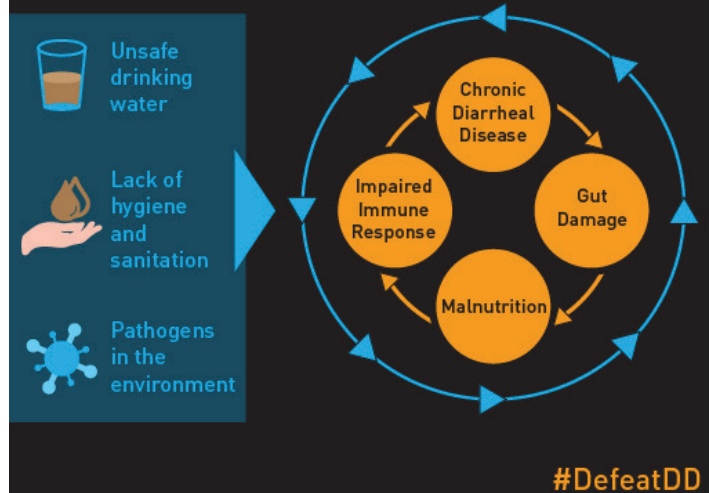 Unsafe
drinking
water
Lack of
hygiene
and
sanitation
Pathogens
in the
environment
Chronic
Diarrheal
Disease
Gut
Damage
Malnutrition
Impaired
Immune
Response
#DefeatDD